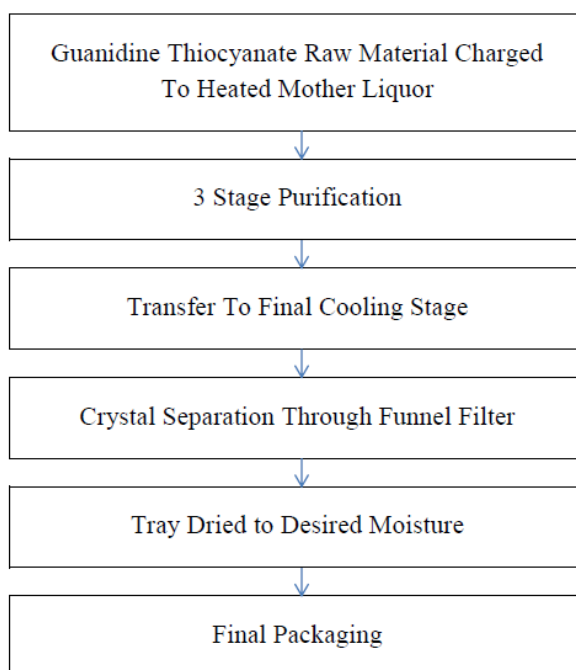 Guanidine Thiocyanate Raw Material Charged
To Heated Mother Liquor
3 Stage Purification
Transfer To Final Cooling Stage
Crystal Separation Through Funnel Filter
Tray Dried to Desired Moisture
Final Packaging